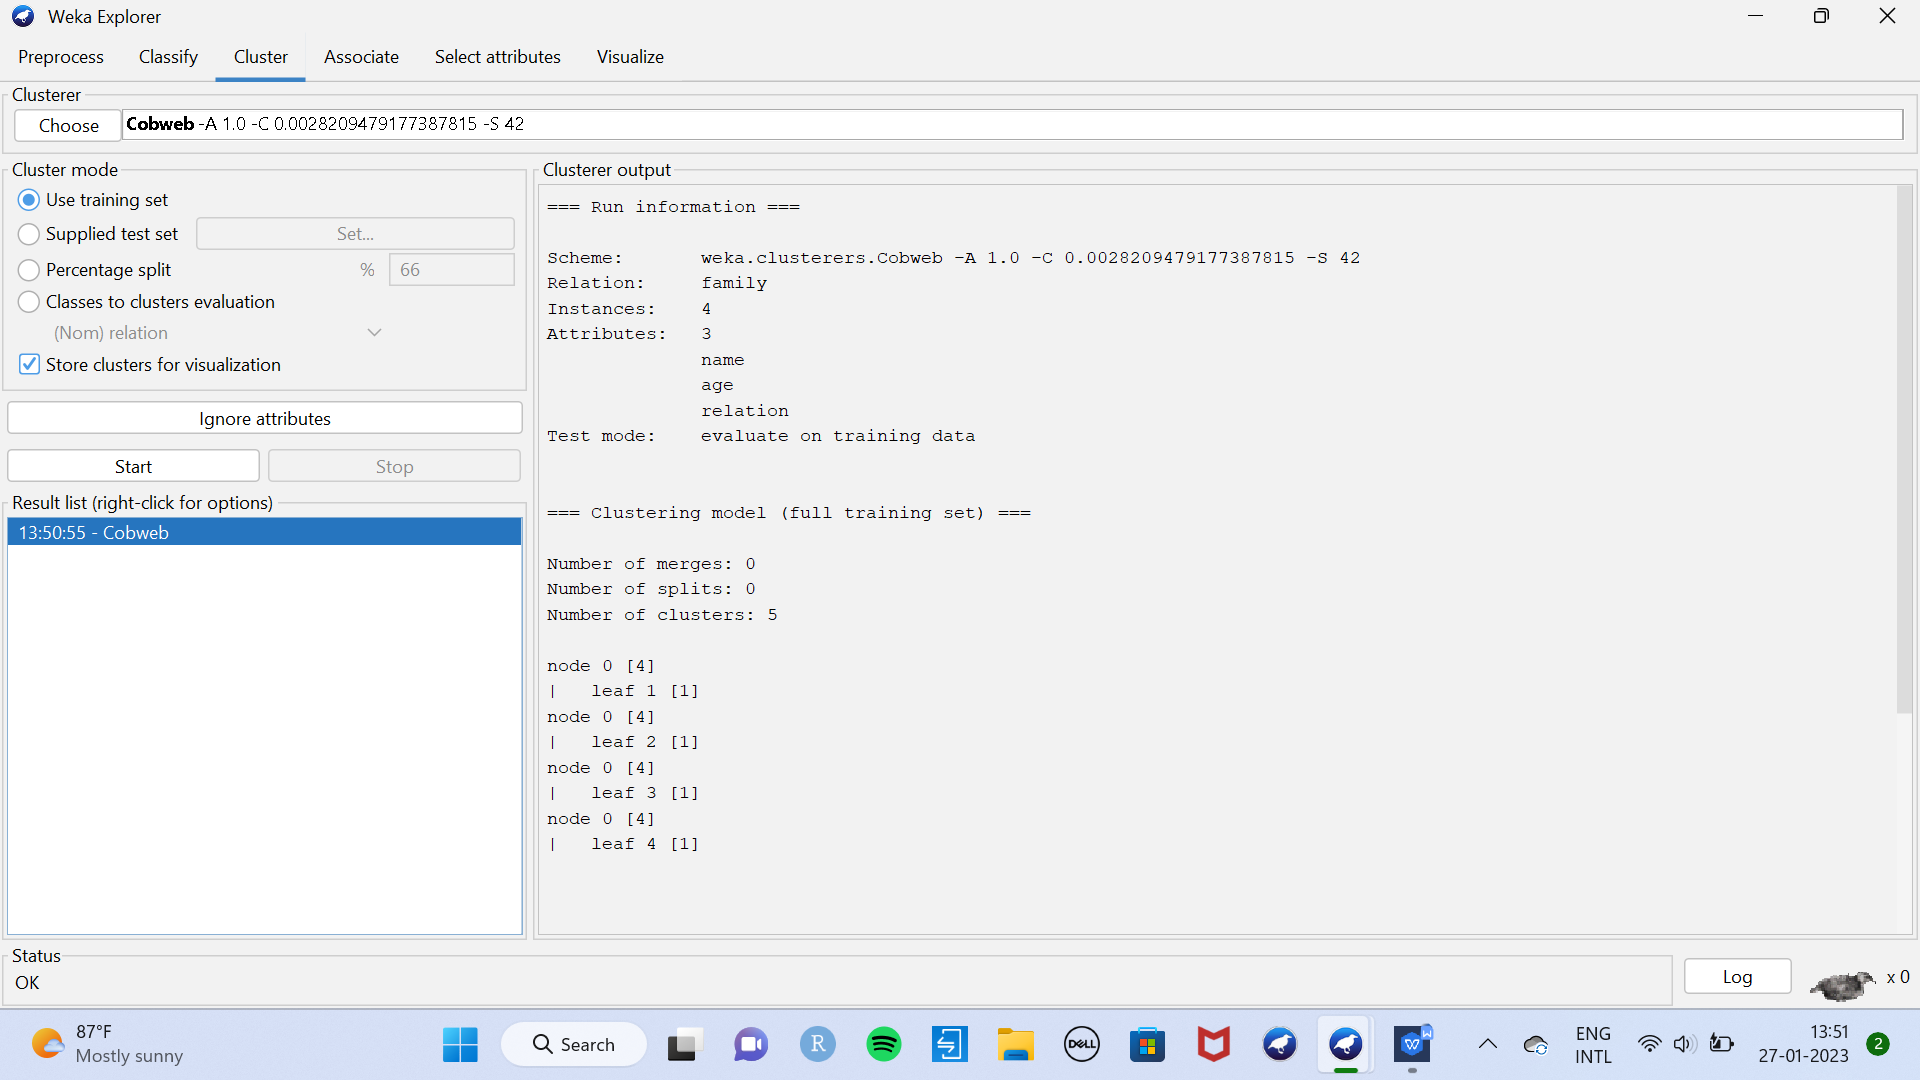 Weka Explorer
Preprocess Classify Cluster Associate Select attributes Visualize
Clusterer
Choose Cobweb -A 1.0 -C 0.0028209479177387815 -S 42
Cluster mode
Use training set
Supplied test set Set...
Percentage split % 66
Classes to clusters evaluation
(Nom) relation
Store clusters for visualization
Ignore attributes
Start Stop
Result list (right-click for options)
13:50:55 - Cobweb
Clusterer output
=== Run information ===
Scheme: weka.clusterers.Cobweb -A 1.0 -C 0.0028209479177387815 -S 42
Relation: family
Instances: 4
Attributes: 3
name
age
relation
Test mode: evaluate on training data
=== Clustering model (full training set) ===
Number of merges: 0
Number of splits: 0
Number of clusters: 5
node 0 [4]
| leaf 1 [1]
node 0 [4]
| leaf 2 [1]
node 0 [4]
| leaf 3 [1]
node 0 [4]
| leaf 4 [1]
Status
OK
Log x 0
87°F
Mostly sunny
Search
R
DELL
W
W
ENG
INTL
13:51
27-01-2023
2